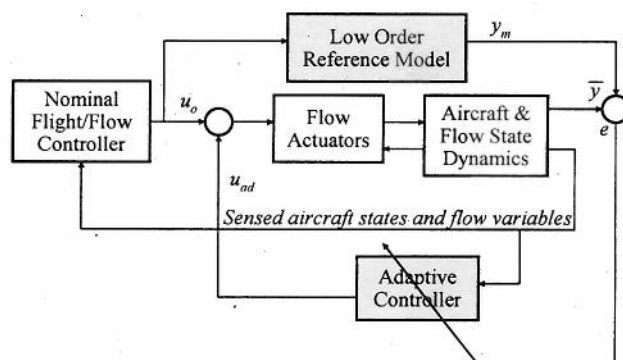 Low Order
Reference Model
y_m
Nominal
Flight/Flow
Controller
u_o
Flow
Actuators
Aircraft &
Flow State
Dynamics
y̅
e
u_ad
Sensed aircraft states and flow variables
Adaptive
Controller